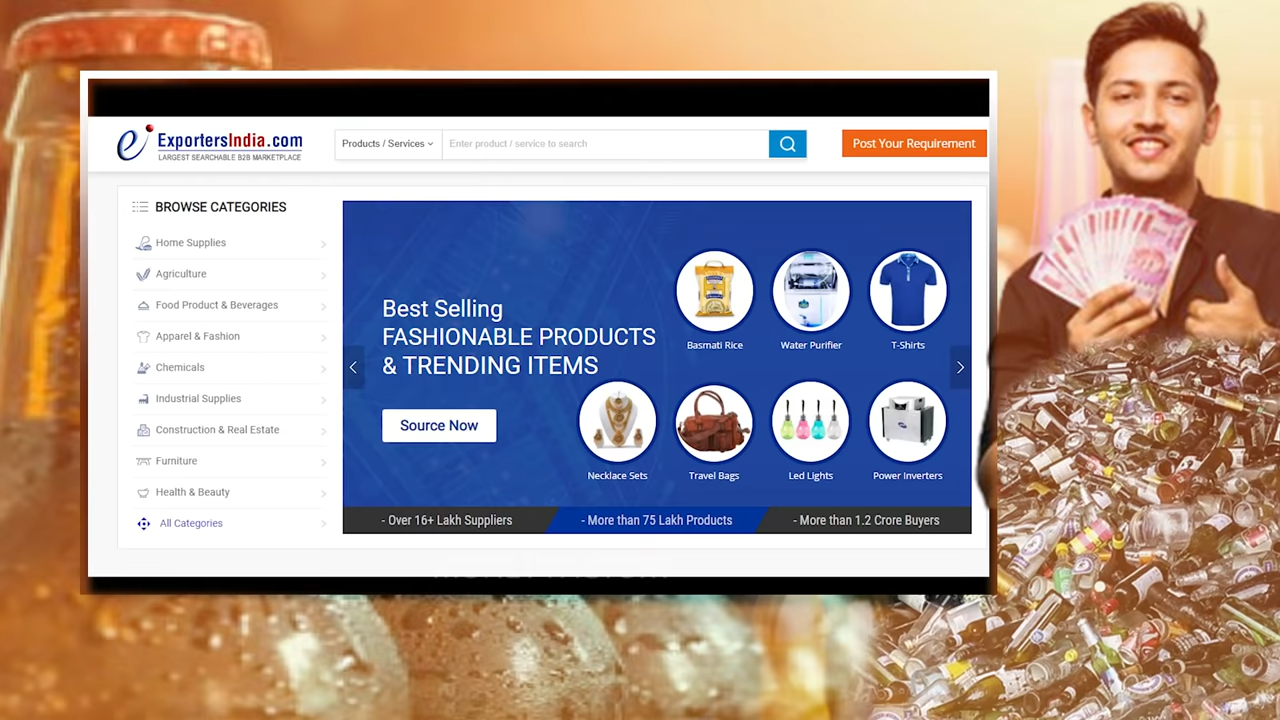 ExportersIndia.com
LARGEST SEARCHABLE B2B MARKETPLACE
Products / Services
Enter product / service to search
Post Your Requirement
BROWSE CATEGORIES
Home Supplies
Agriculture
Food Product & Beverages
Apparel & Fashion
Chemicals
Industrial Supplies
Construction & Real Estate
Furniture
Health & Beauty
All Categories
Best Selling
FASHIONABLE PRODUCTS
& TRENDING ITEMS
Source Now
Basmati Rice
Water Purifier
T-Shirts
Necklace Sets
Travel Bags
Led Lights
Power Inverters
- Over 16+ Lakh Suppliers
- More than 75 Lakh Products
- More than 1.2 Crore Buyers